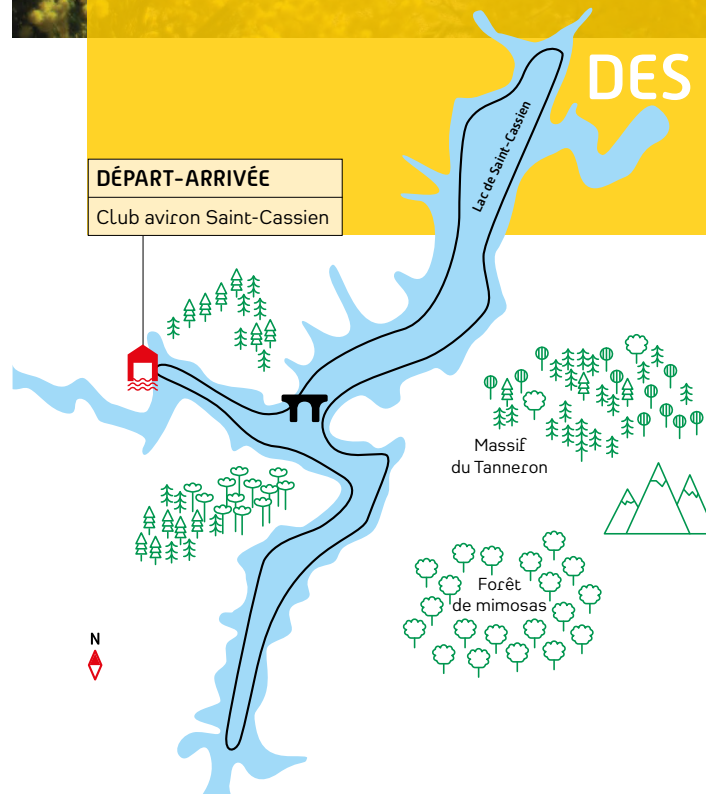 DES
Lac de Saint-Cassien
DÉPART-ARRIVÉE
Club aviron Saint-Cassien
Massif
du Tanneron
Forêt
de mimosas
N